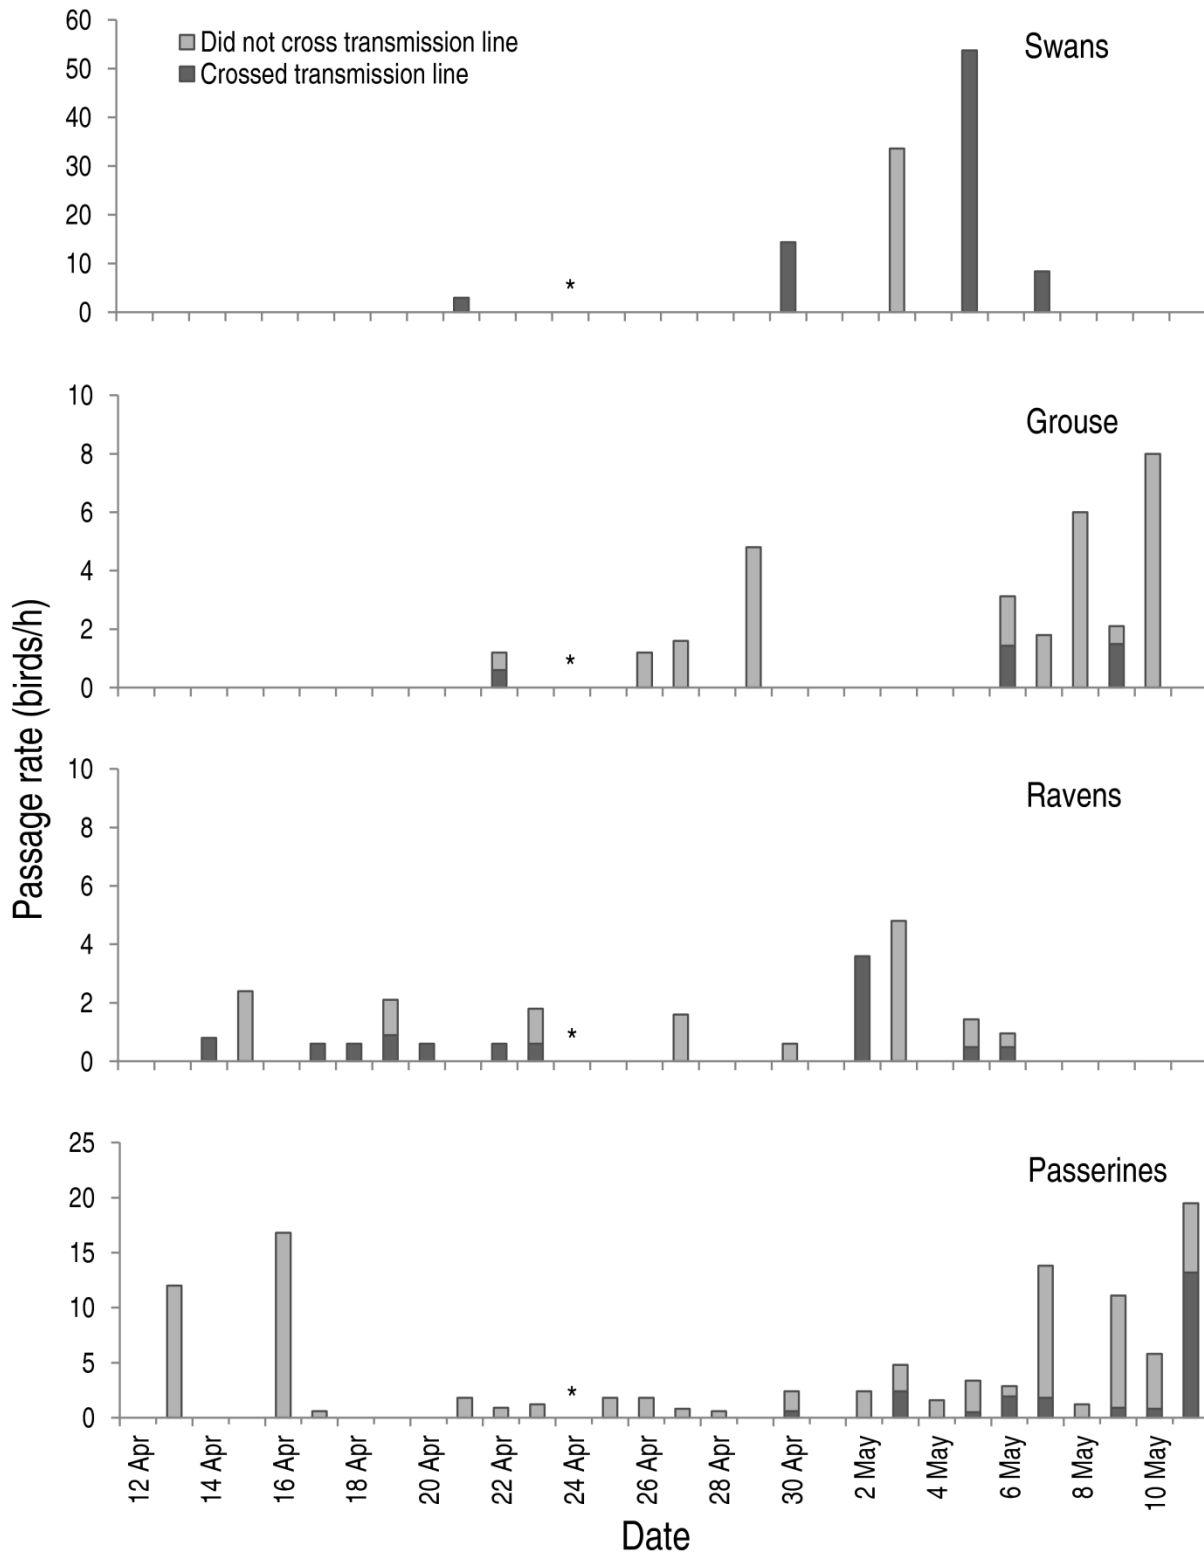 60
Did not cross transmission line
Crossed transmission line
Swans
50
40
30
20
10
*
0
10
Grouse
8
6
4
2
*
0
Passage rate (birds/h)
10
Ravens
8
6
4
2
*
0
25
Passerines
20
15
10
5
*
0
12 Apr
14 Apr
16 Apr
18 Apr
20 Apr
22 Apr
24 Apr
26 Apr
28 Apr
30 Apr
2 May
4 May
6 May
8 May
10 May
Date